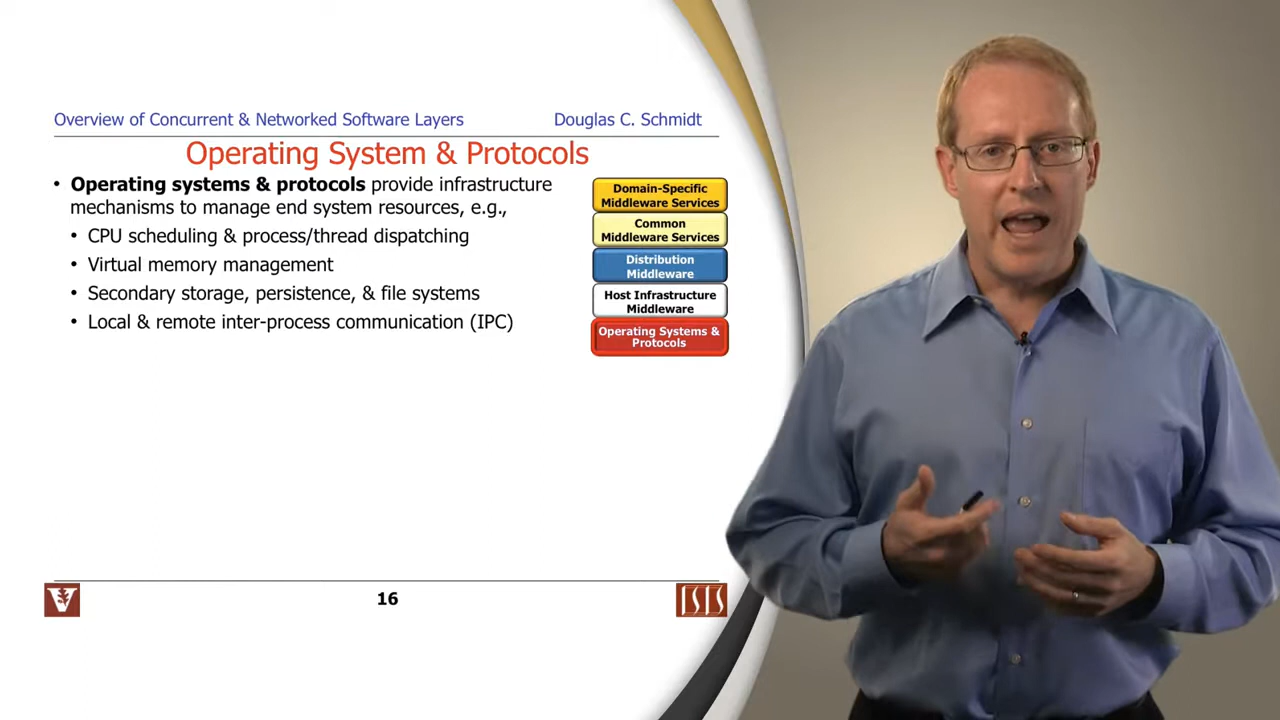 Overview of Concurrent & Networked Software Layers
Douglas C. Schmidt
Operating System & Protocols
• Operating systems & protocols provide infrastructure
mechanisms to manage end system resources, e.g.,
• CPU scheduling & process/thread dispatching
• Virtual memory management
• Secondary storage, persistence, & file systems
• Local & remote inter-process communication (IPC)
Domain-Specific
Middleware Services
Common
Middleware Services
Distribution
Middleware
Host Infrastructure
Middleware
Operating Systems &
Protocols
V
16
ISIS